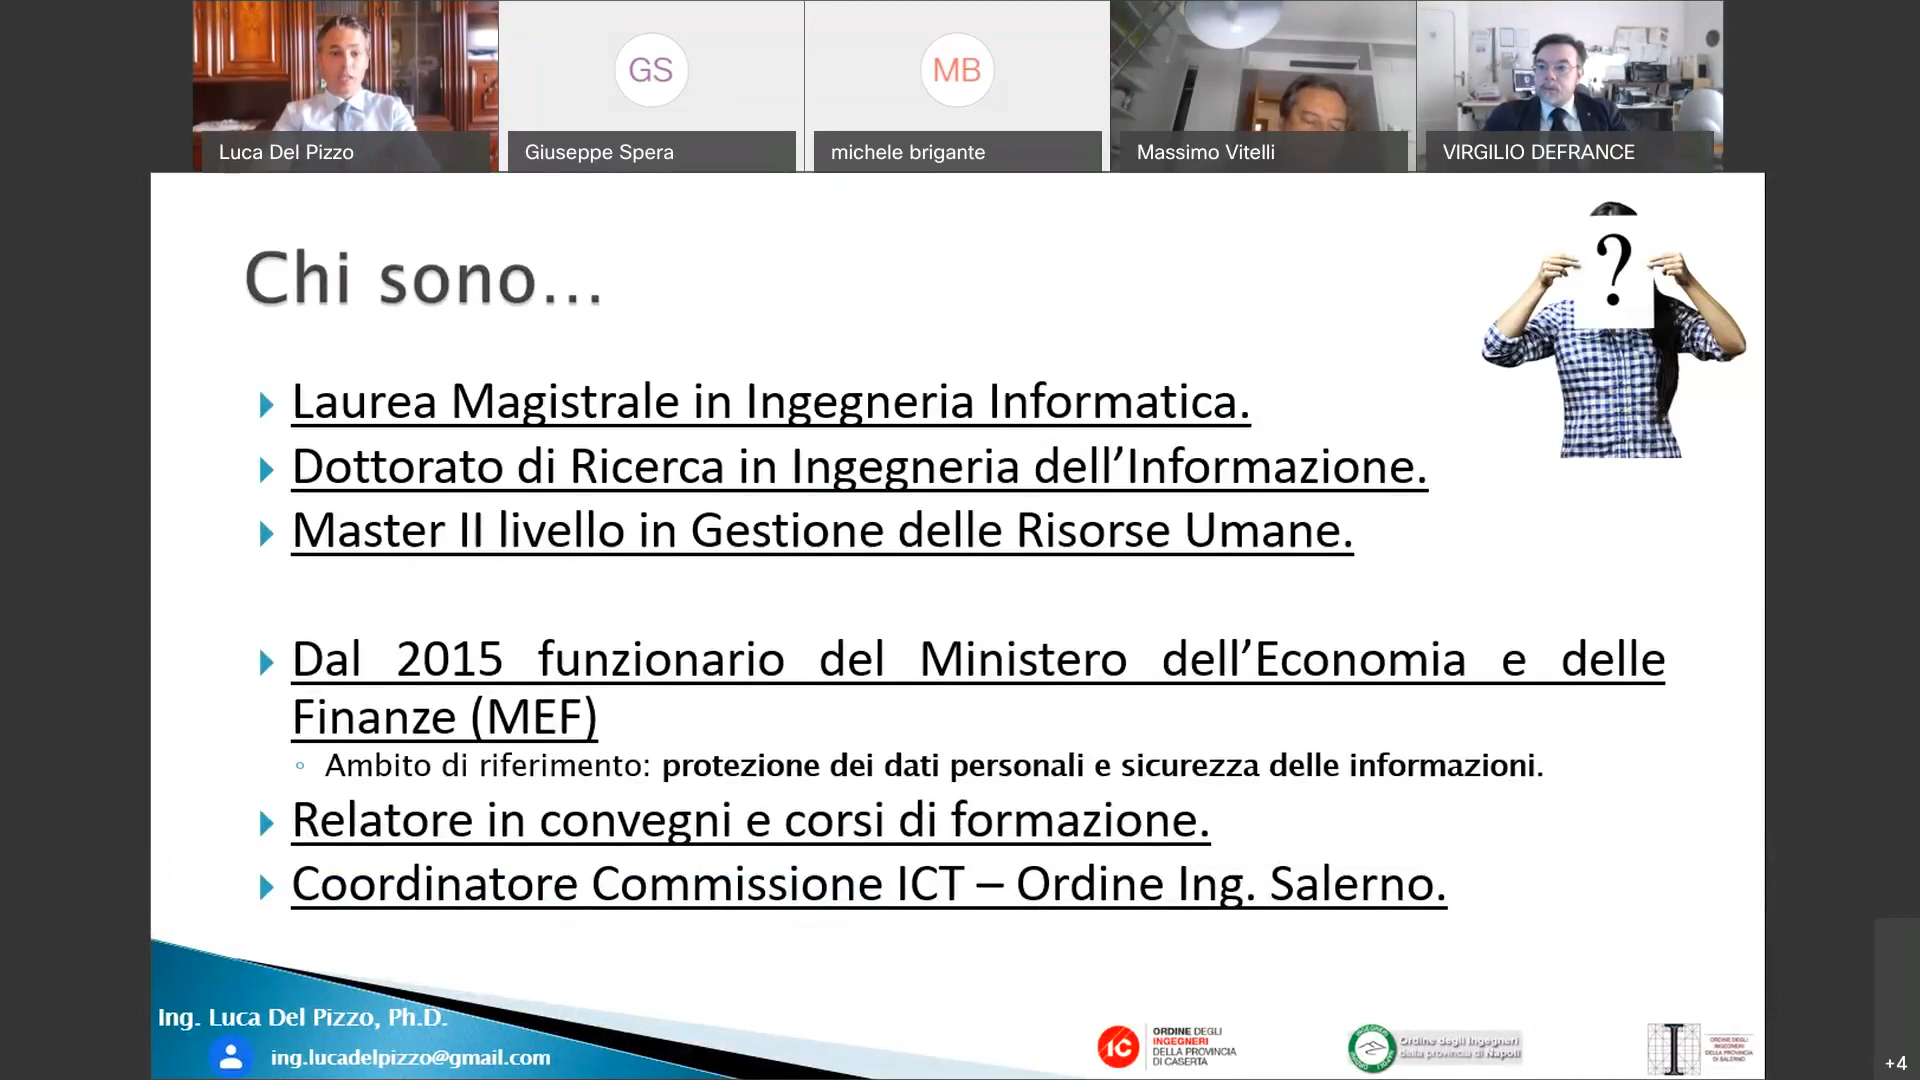 GS
MB
Luca Del Pizzo
Giuseppe Spera
michele brigante
Massimo Vitelli
VIRGILIO DEFRANCE
Chi sono...
?
Laurea Magistrale in Ingegneria Informatica.
Dottorato di Ricerca in Ingegneria dell’Informazione.
Master II livello in Gestione delle Risorse Umane.
Dal 2015 funzionario del Ministero dell’Economia e delle
Finanze (MEF)
Ambito di riferimento: protezione dei dati personali e sicurezza delle informazioni.
Relatore in convegni e corsi di formazione.
Coordinatore Commissione ICT – Ordine Ing. Salerno.
Ing. Luca Del Pizzo, Ph.D.
ing.lucadelpizzo@gmail.com
ORDINE DEGLI
INGEGNERI
DELLA PROVINCIA
DI CASERTA
Ordine degli Ingegneri
della provincia di Napoli
ORDINE DEGLI
INGEGNERI
DELLA PROVINCIA
DI SALERNO
+4